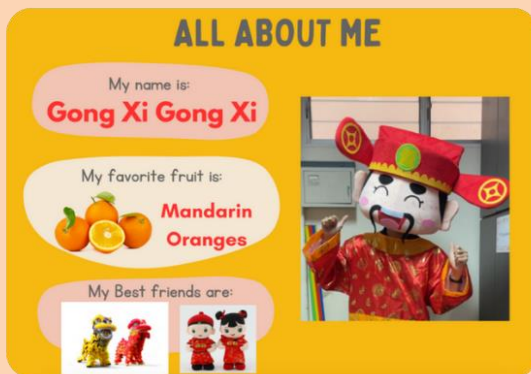 ALL ABOUT ME
My name is:
Gong Xi Gong Xi
My favorite fruit is:
Mandarin
Oranges
My Best friends are: